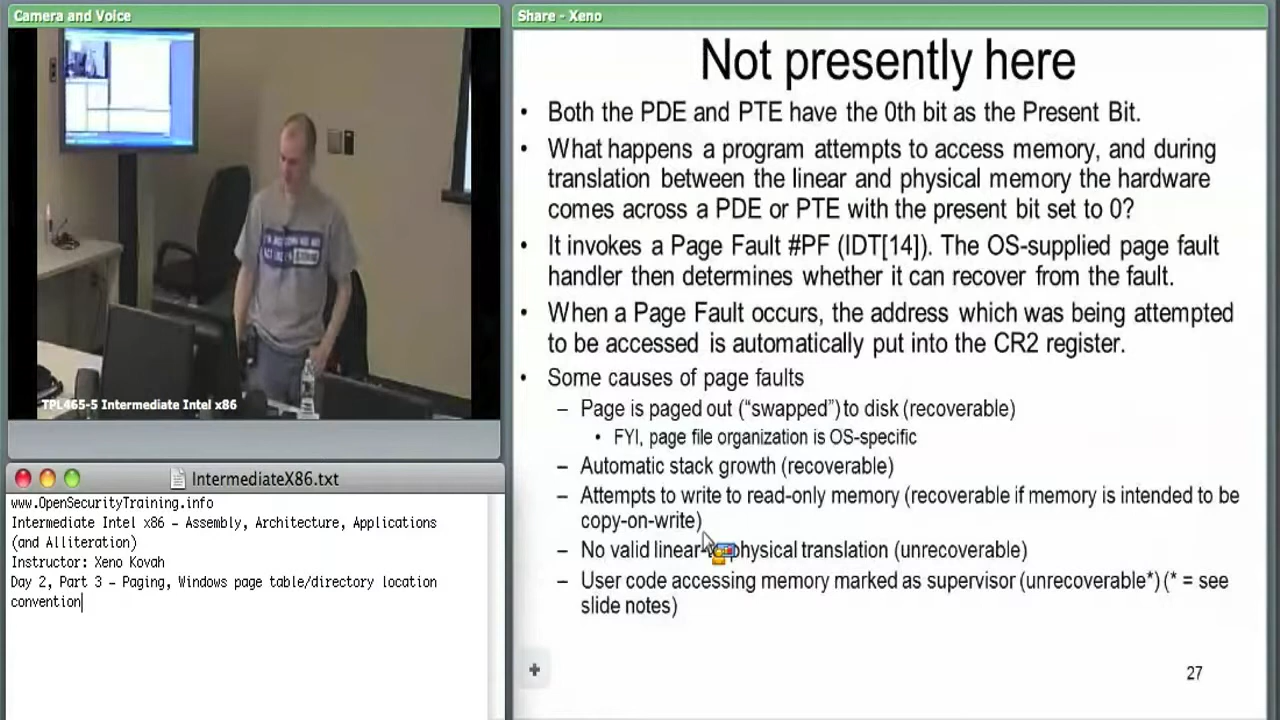 Camera and Voice
TPL465-5 Intermediate Intel x86
IntermediateX86.txt
www.OpenSecurityTraining.info
Intermediate Intel x86 – Assembly, Architecture, Applications
(and Alliteration)
Instructor: Xeno Kovah
Day 2, Part 3 – Paging, Windows page table/directory location
convention
Share - Xeno
Not presently here
• Both the PDE and PTE have the 0th bit as the Present Bit.
• What happens a program attempts to access memory, and during
translation between the linear and physical memory the hardware
comes across a PDE or PTE with the present bit set to 0?
• It invokes a Page Fault #PF (IDT[14]). The OS-supplied page fault
handler then determines whether it can recover from the fault.
• When a Page Fault occurs, the address which was being attempted
to be accessed is automatically put into the CR2 register.
• Some causes of page faults
– Page is paged out (“swapped”) to disk (recoverable)
• FYI, page file organization is OS-specific
– Automatic stack growth (recoverable)
– Attempts to write to read-only memory (recoverable if memory is intended to be
copy-on-write)
– No valid linear-to-physical translation (unrecoverable)
– User code accessing memory marked as supervisor (unrecoverable*) (* = see
slide notes)
27